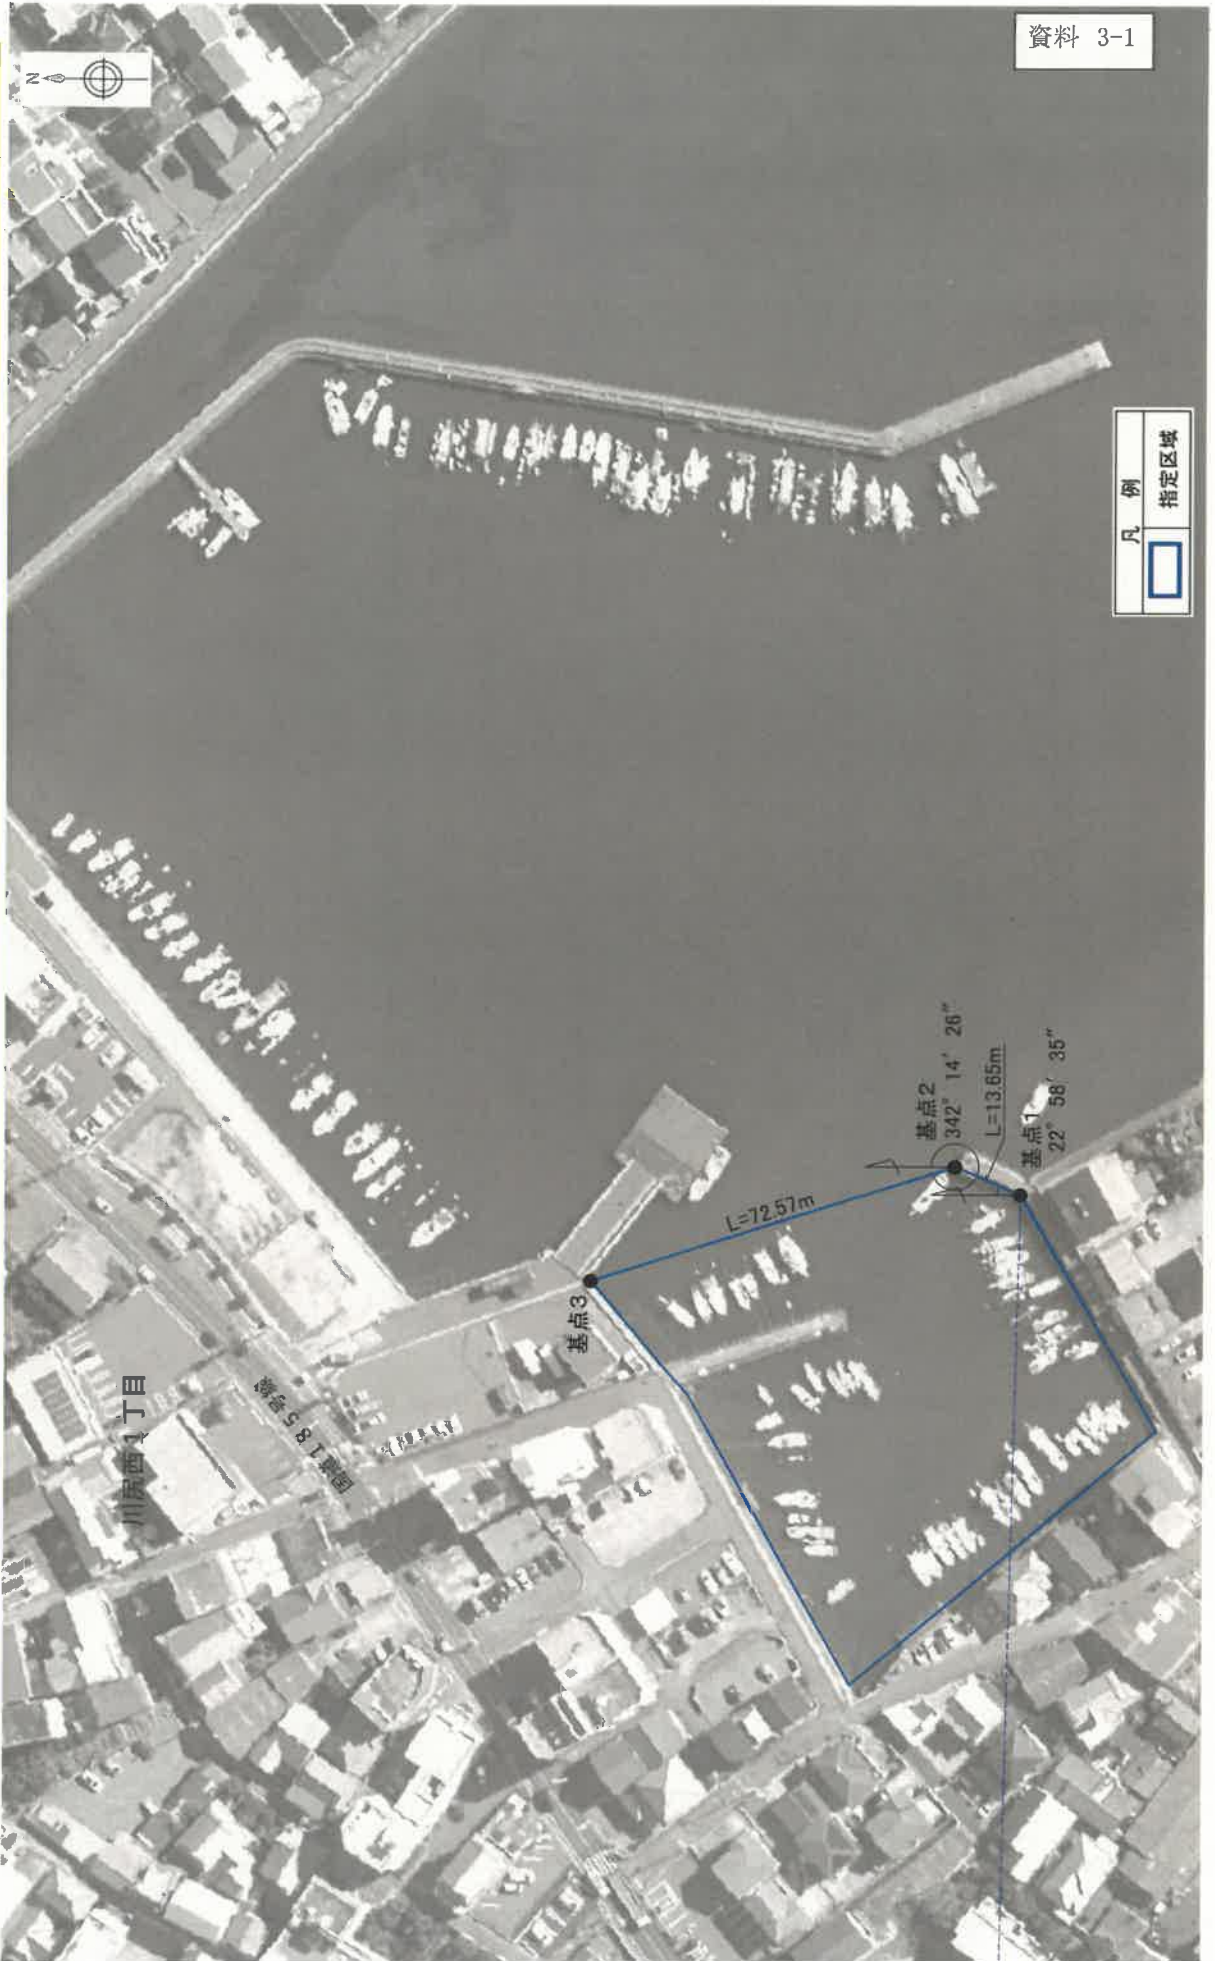 資料 3-1
N
凡 例
指定区域
川尻西1丁目
国道185号線
基点3
L=72.57m
基点2
342° 14′ 26″
L=13.65m
基点1
22° 58′ 35″